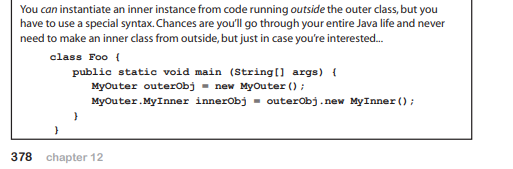 You can instantiate an inner instance from code running outside the outer class, but you
have to use a special syntax. Chances are you'll go through your entire Java life and never
need to make an inner class from outside, but just in case you're interested...
class Foo {
public static void main (String[] args) {
MyOuter outerObj = new MyOuter();
MyOuter.MyInner innerObj = outerObj.new MyInner();
}
}
378 chapter 12